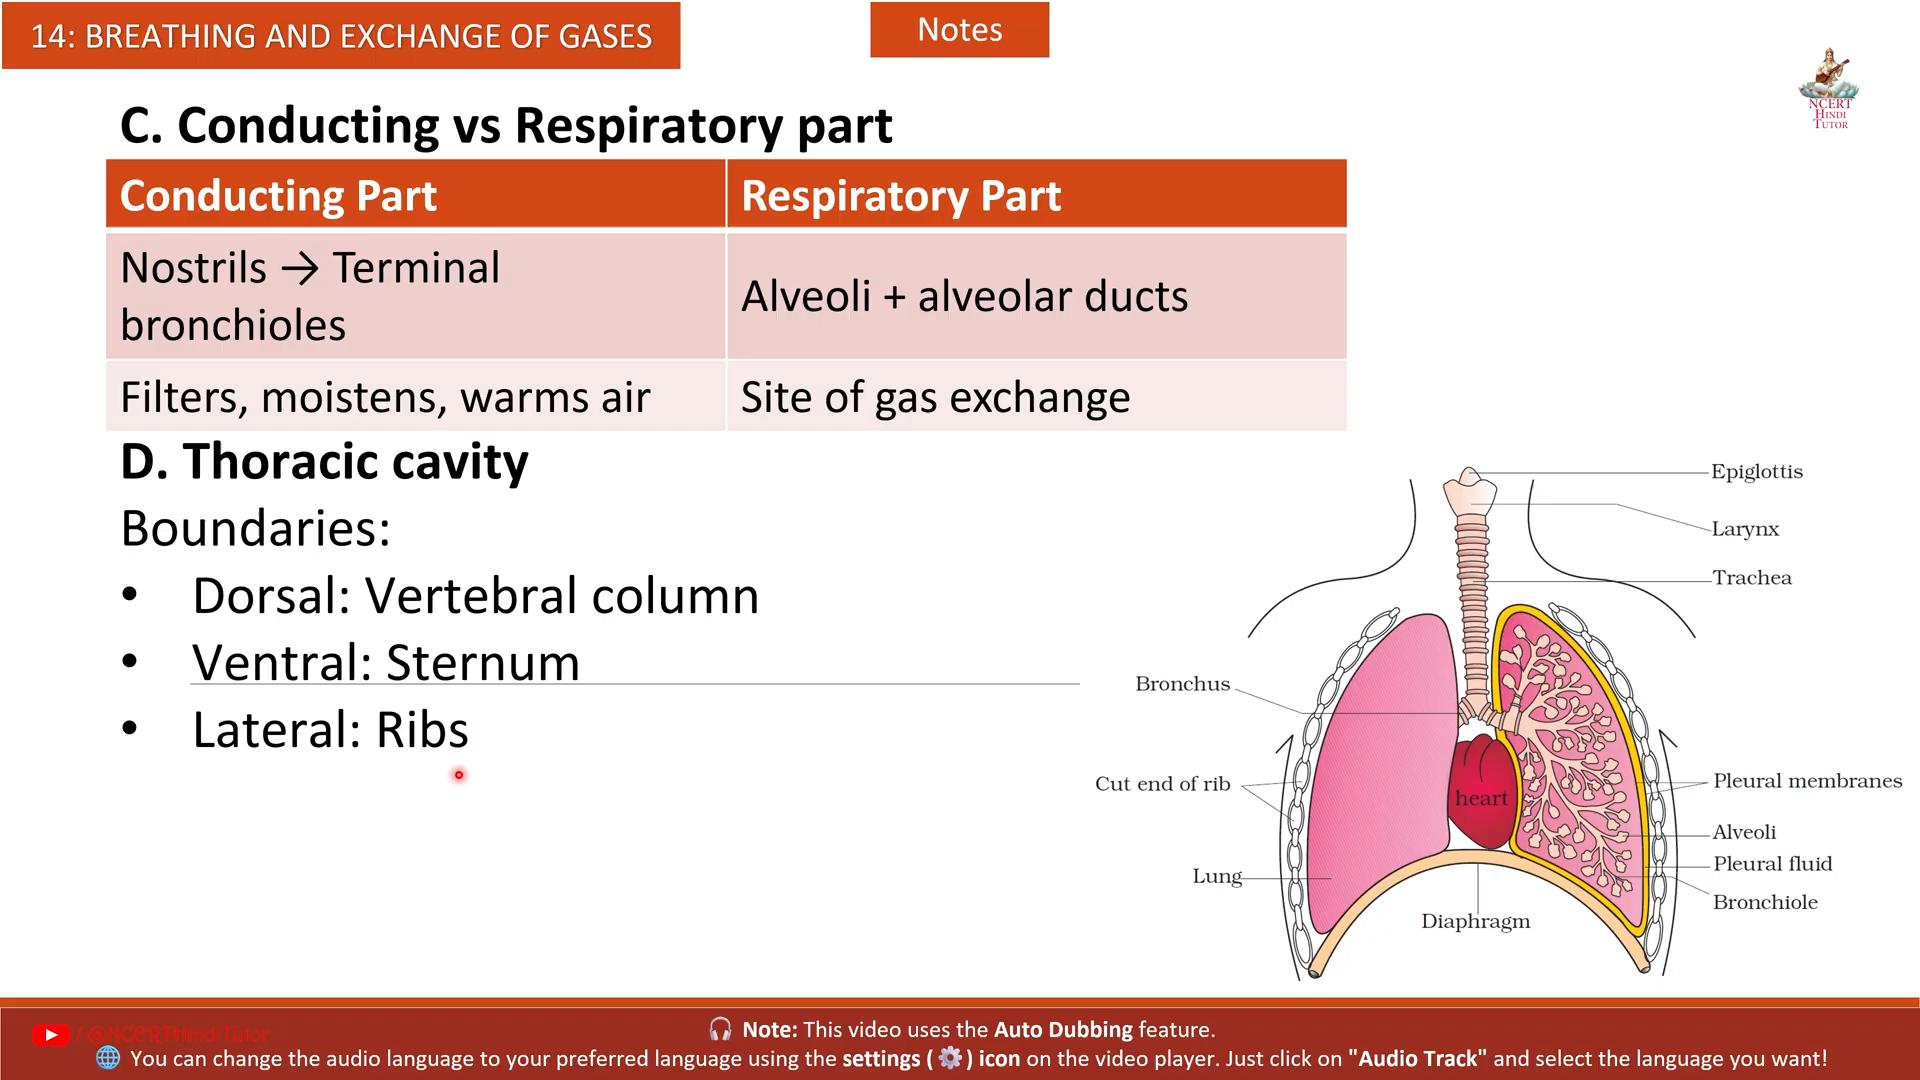 14: BREATHING AND EXCHANGE OF GASES
Notes
NCERT
HINDI
TUTOR
C. Conducting vs Respiratory part
Conducting Part
Respiratory Part
Nostrils → Terminal
bronchioles
Alveoli + alveolar ducts
Filters, moistens, warms air
Site of gas exchange
D. Thoracic cavity
Boundaries:
• Dorsal: Vertebral column
• Ventral: Sternum
• Lateral: Ribs
Epiglottis
Larynx
Trachea
Bronchus
Cut end of rib
heart
Pleural membranes
Alveoli
Pleural fluid
Lung
Bronchiole
Diaphragm
/@NCERTHindiTutor
🎧 Note: This video uses the Auto Dubbing feature.
🌐 You can change the audio language to your preferred language using the settings ( ⚙️ ) icon on the video player. Just click on "Audio Track" and select the language you want!